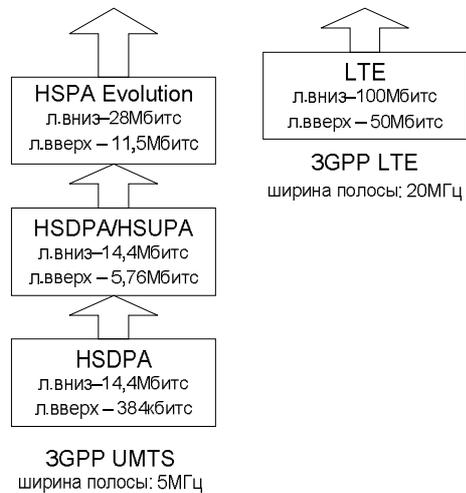 HSPA Evolution
л.вниз–28Мбитс
л.вверх – 11,5Мбитс
HSDPA/HSUPA
л.вниз–14,4Мбитс
л.вверх – 5,76Мбитс
HSDPA
л.вниз–14,4Мбитс
л.вверх – 384кбитс
3GPP UMTS
ширина полосы: 5МГц
LTE
л.вниз–100Мбитс
л.вверх – 50Мбитс
3GPP LTE
ширина полосы: 20МГц